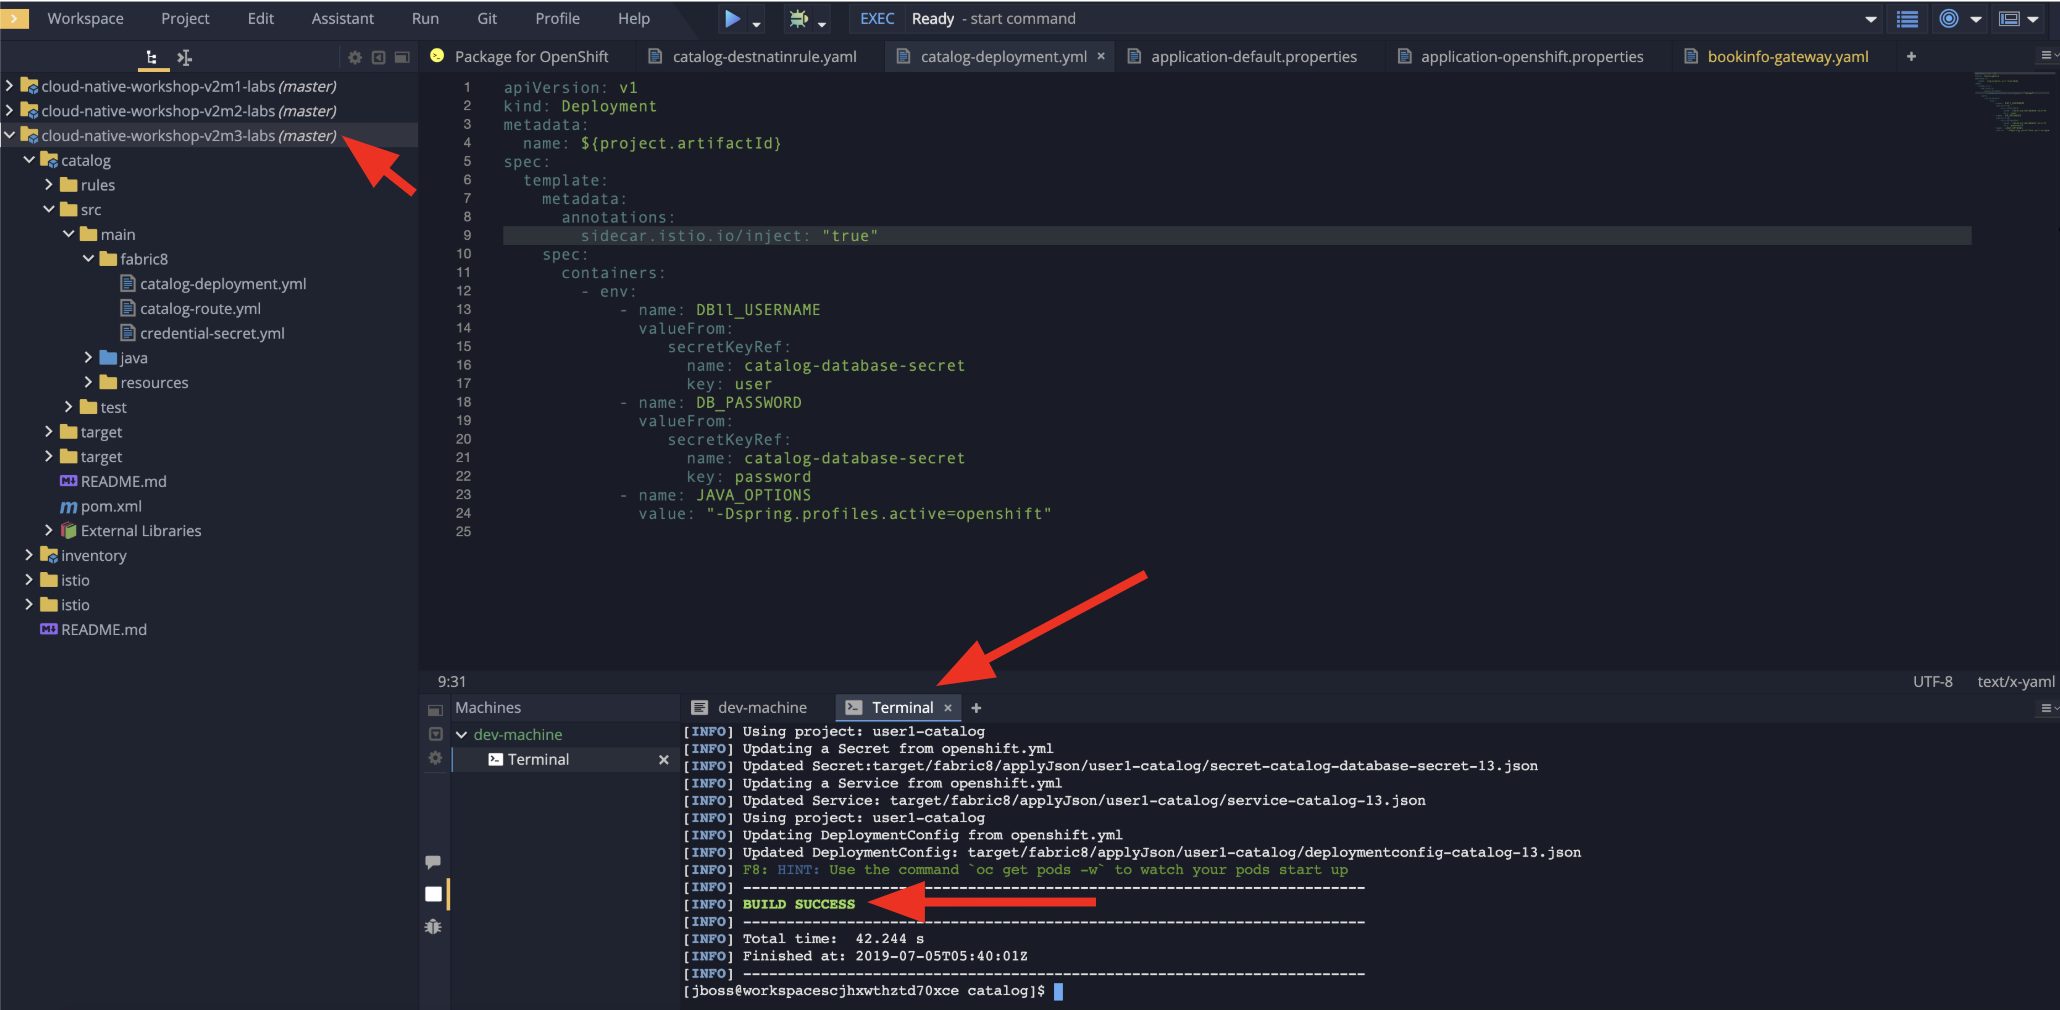 Workspace Project Edit Assistant Run Git Profile Help EXEC Ready - start command
Package for OpenShift catalog-destnatinrule.yaml catalog-deployment.yml × application-default.properties application-openshift.properties bookinfo-gateway.yaml +
cloud-native-workshop-v2m1-labs (master)
cloud-native-workshop-v2m2-labs (master)
cloud-native-workshop-v2m3-labs (master)
catalog
rules
src
main
fabric8
catalog-deployment.yml
catalog-route.yml
credential-secret.yml
java
resources
test
target
target
README.md
pom.xml
External Libraries
inventory
istio
istio
README.md
1 apiVersion: v1
2 kind: Deployment
3 metadata:
4 name: ${project.artifactId}
5 spec:
6 template:
7 metadata:
8 annotations:
9 sidecar.istio.io/inject: "true"
10 spec:
11 containers:
12 - env:
13 - name: DBll_USERNAME
14 valueFrom:
15 secretKeyRef:
16 name: catalog-database-secret
17 key: user
18 - name: DB_PASSWORD
19 valueFrom:
20 secretKeyRef:
21 name: catalog-database-secret
22 key: password
23 - name: JAVA_OPTIONS
24 value: "-Dspring.profiles.active=openshift"
25
9:31 UTF-8 text/x-yaml
Machines
dev-machine
Terminal ×
dev-machine Terminal × +
[INFO] Using project: user1-catalog
[INFO] Updating a Secret from openshift.yml
[INFO] Updated Secret:target/fabric8/applyJson/user1-catalog/secret-catalog-database-secret-13.json
[INFO] Updating a Service from openshift.yml
[INFO] Updated Service: target/fabric8/applyJson/user1-catalog/service-catalog-13.json
[INFO] Using project: user1-catalog
[INFO] Updating DeploymentConfig from openshift.yml
[INFO] Updated DeploymentConfig: target/fabric8/applyJson/user1-catalog/deploymentconfig-catalog-13.json
[INFO] F8: HINT: Use the command `oc get pods -w` to watch your pods start up
[INFO] ------------------------------------------------------------------------
[INFO] BUILD SUCCESS
[INFO] ------------------------------------------------------------------------
[INFO] Total time: 42.244 s
[INFO] Finished at: 2019-07-05T05:40:01Z
[INFO] ------------------------------------------------------------------------
[jboss@workspacescjhxwthztd70xce catalog]$